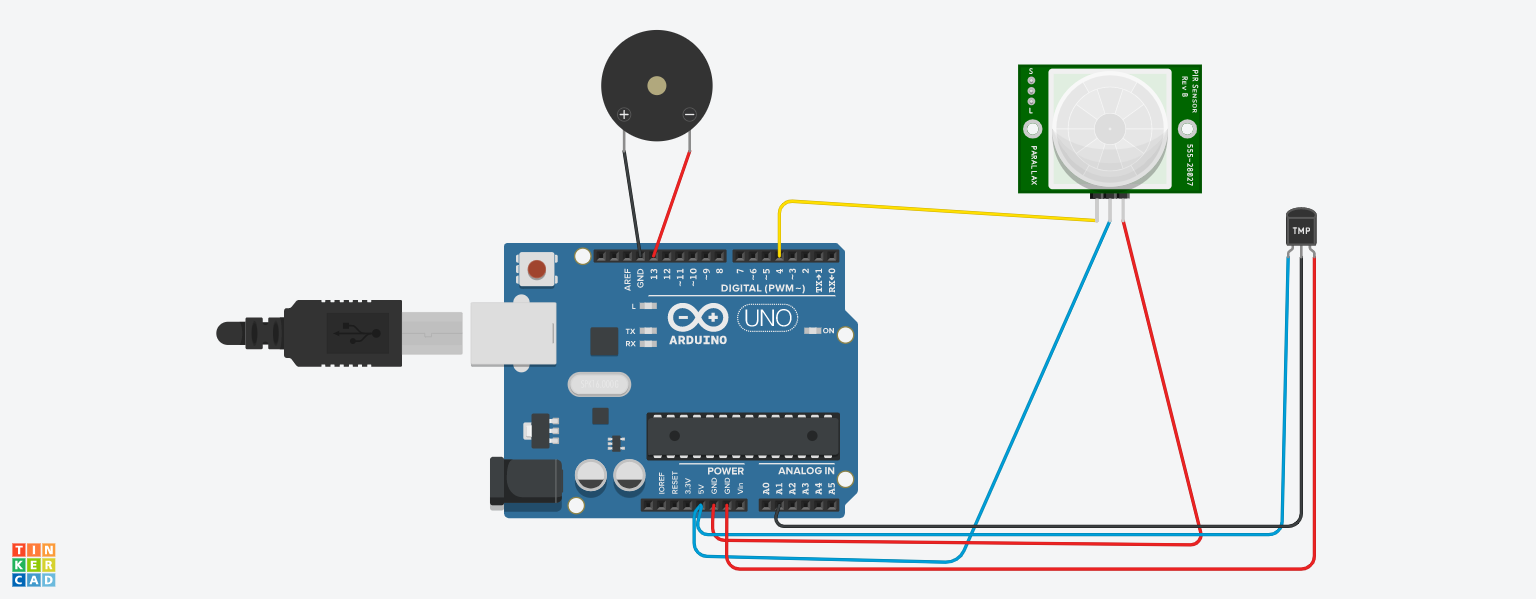 +
−
S
L
PIR SENSOR
Rev B
PARALLAX
555-28027
TMP
AREF
GND
13
12
~11
~10
~9
8
7
~6
~5
4
~3
2
TX→1
RX←0
DIGITAL (PWM~)
L
TX
RX
ON
UNO
ARDUINO
POWER
ANALOG IN
IOREF
RESET
3.3V
5V
GND
GND
Vin
A0
A1
A2
A3
A4
A5
TIN
KER
CAD